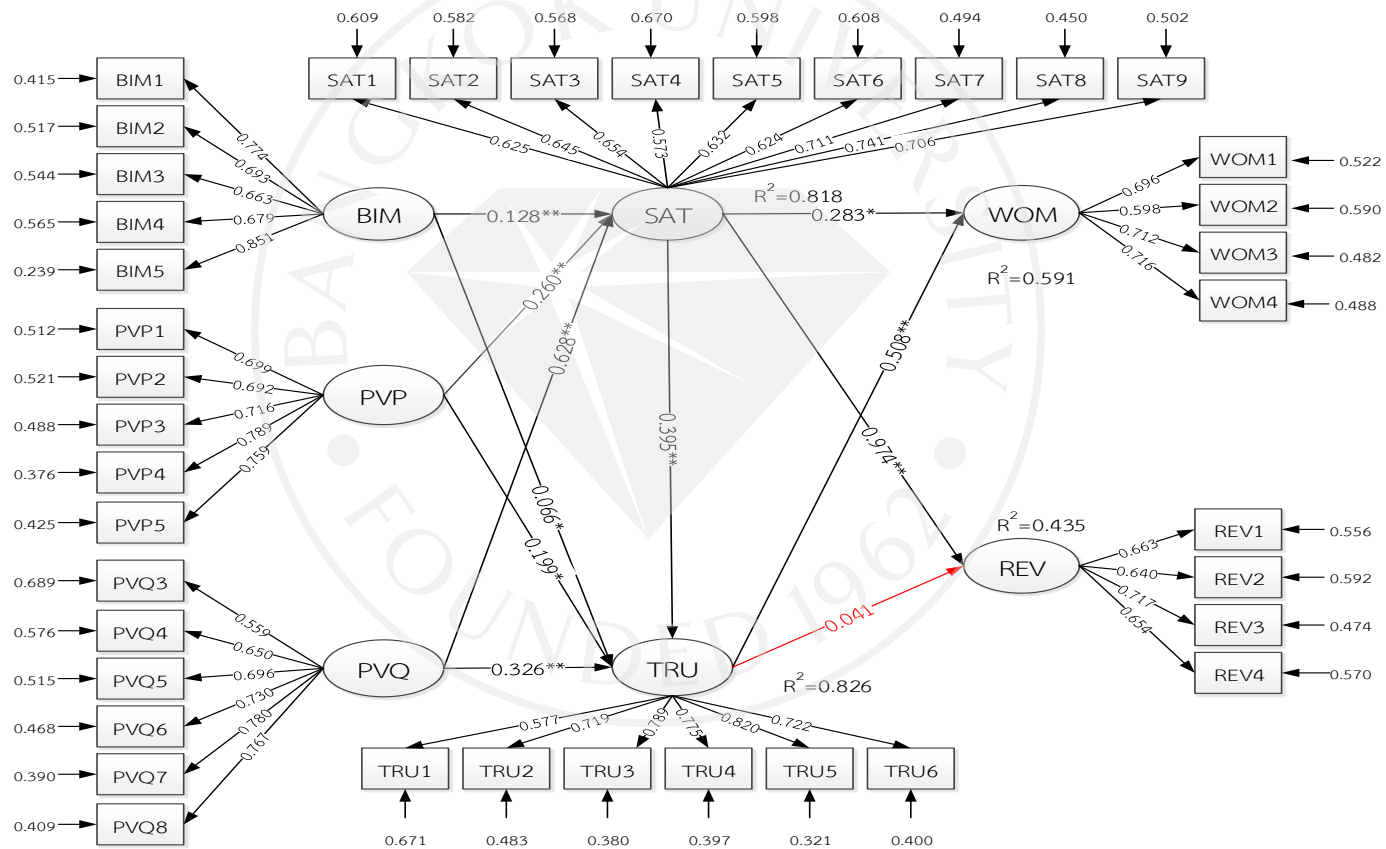 0.609 0.582 0.568 0.670 0.598 0.608 0.494 0.450 0.502
SAT1 SAT2 SAT3 SAT4 SAT5 SAT6 SAT7 SAT8 SAT9
0.625 0.645 0.654 0.573 0.632 0.624 0.711 0.741 0.706
0.415 BIM1 0.774
0.517 BIM2 0.693
0.544 BIM3 0.663
0.565 BIM4 0.679
0.239 BIM5 0.851
BIM 0.128** SAT R²=0.818 0.283* WOM
R²=0.591
0.696 WOM1 0.522
0.598 WOM2 0.590
0.712 WOM3 0.482
0.716 WOM4 0.488
0.512 PVP1 0.699
0.521 PVP2 0.692
0.488 PVP3 0.716
0.376 PVP4 0.789
0.425 PVP5 0.759
PVP
0.260**
0.628**
0.508**
0.395**
0.974**
0.066*
0.199*
R²=0.435
REV
0.663 REV1 0.556
0.640 REV2 0.592
0.717 REV3 0.474
0.654 REV4 0.570
0.041
0.689 PVQ3 0.559
0.576 PVQ4 0.650
0.515 PVQ5 0.696
0.468 PVQ6 0.730
0.390 PVQ7 0.780
0.409 PVQ8 0.767
PVQ 0.326** TRU
R²=0.826
0.577 0.719 0.789 0.775 0.820 0.722
TRU1 TRU2 TRU3 TRU4 TRU5 TRU6
0.671 0.483 0.380 0.397 0.321 0.400
BANGKOK UNIVERSITY
FOUNDED 1962